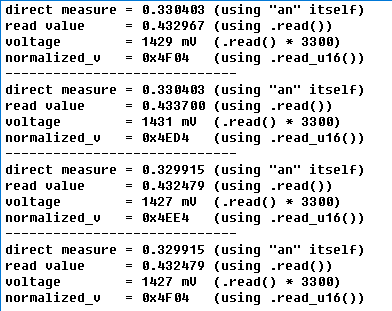 direct measure = 0.330403 (using "an" itself)
read value     = 0.432967 (using .read())
voltage        = 1429 mV  (.read() * 3300)
normalized_v   = 0x4F04   (using .read_u16())
-----------------------------
direct measure = 0.330403 (using "an" itself)
read value     = 0.433700 (using .read())
voltage        = 1431 mV  (.read() * 3300)
normalized_v   = 0x4ED4   (using .read_u16())
-----------------------------
direct measure = 0.329915 (using "an" itself)
read value     = 0.432479 (using .read())
voltage        = 1427 mV  (.read() * 3300)
normalized_v   = 0x4EE4   (using .read_u16())
-----------------------------
direct measure = 0.329915 (using "an" itself)
read value     = 0.432479 (using .read())
voltage        = 1427 mV  (.read() * 3300)
normalized_v   = 0x4F04   (using .read_u16())